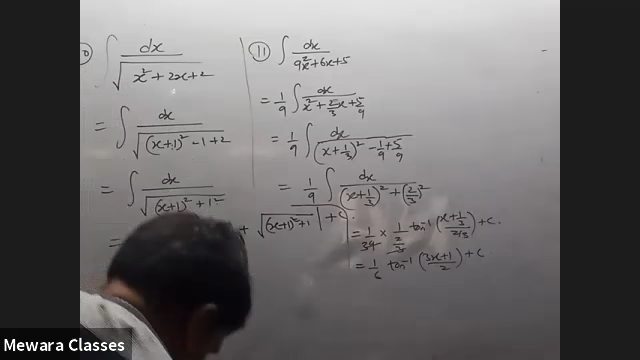 ∫ dx/√(x²+2x+2)
= ∫ dx/√((x+1)²-1+2)
= ∫ dx/√((x+1)²+1²)
+ √((x+1)²+1)| + C.
11) ∫ dx/(9x²+6x+5)
= 1/9 ∫ dx/(x²+2/3x+5/9)
= 1/9 ∫ dx/((x+1/3)²-1/9+5/9)
= 1/9 ∫ dx/((x+1/3)²+(2/3)²)
= × 1/(2/3) tan⁻¹((x+1/3)/(2/3))+C.
= 1/6 tan⁻¹((3x+1)/2)+C
Mewara Classes